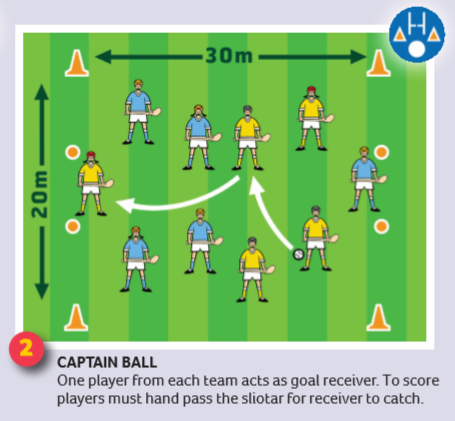 30m
20m
2
CAPTAIN BALL
One player from each team acts as goal receiver. To score
players must hand pass the sliotar for receiver to catch.